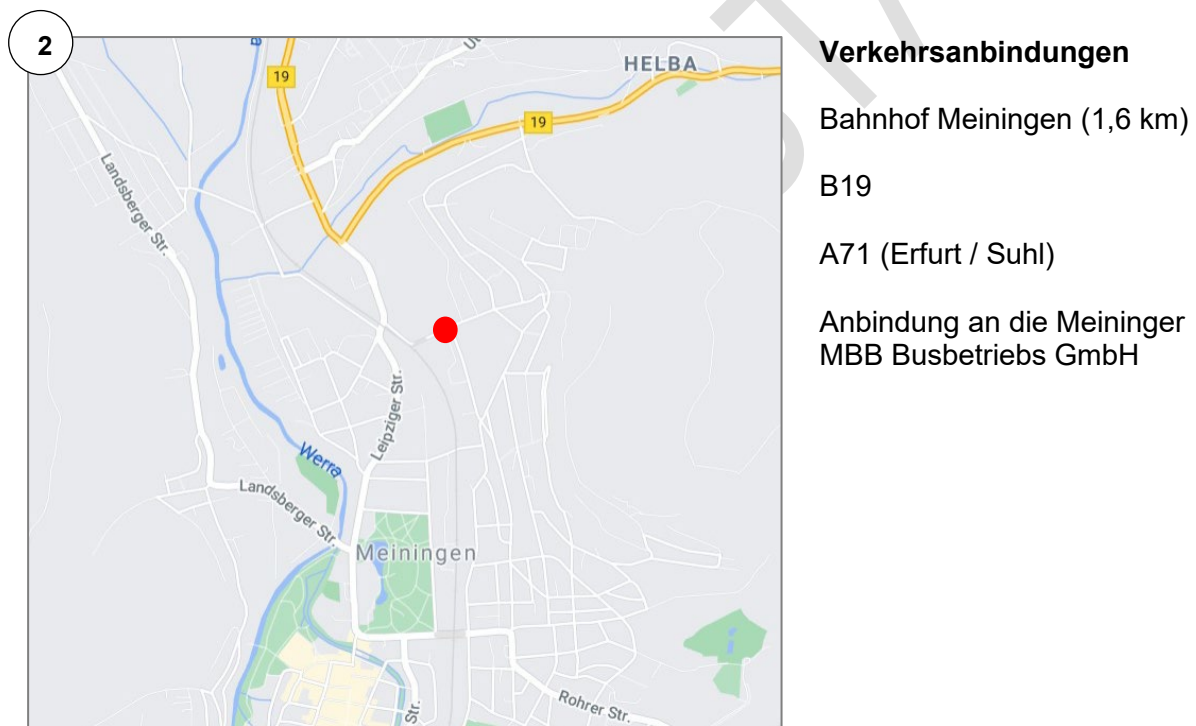 2
Verkehrsanbindungen
Bahnhof Meiningen (1,6 km)
B19
A71 (Erfurt / Suhl)
Anbindung an die Meininger
MBB Busbetriebs GmbH
HELBA
19
19
Landsberger Str.
Leipziger Str.
Werra
Landsberger Str.
Meiningen
Rohrer Str.
Str.